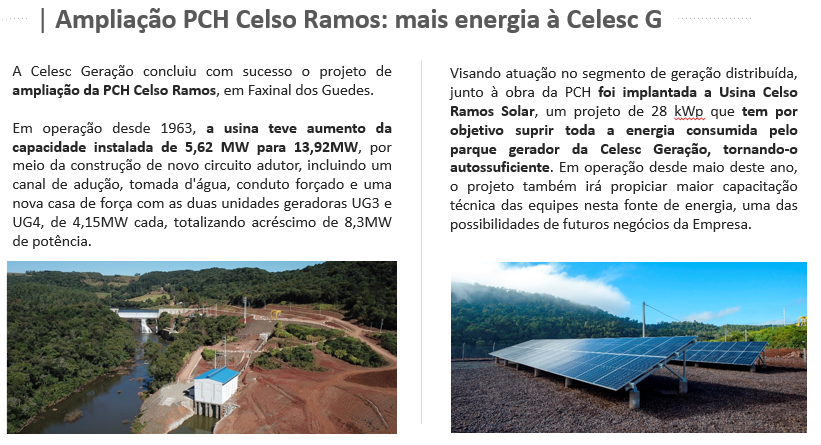 | Ampliação PCH Celso Ramos: mais energia à Celesc G
A Celesc Geração concluiu com sucesso o projeto de
ampliação da PCH Celso Ramos, em Faxinal dos Guedes.
Em operação desde 1963, a usina teve aumento da
capacidade instalada de 5,62 MW para 13,92MW, por
meio da construção de novo circuito adutor, incluindo um
canal de adução, tomada d'água, conduto forçado e uma
nova casa de força com as duas unidades geradoras UG3 e
UG4, de 4,15MW cada, totalizando acréscimo de 8,3MW
de potência.
Visando atuação no segmento de geração distribuída,
junto à obra da PCH foi implantada a Usina Celso
Ramos Solar, um projeto de 28 kWp que tem por
objetivo suprir toda a energia consumida pelo
parque gerador da Celesc Geração, tornando-o
autossuficiente. Em operação desde maio deste ano,
o projeto também irá propiciar maior capacitação
técnica das equipes nesta fonte de energia, uma das
possibilidades de futuros negócios da Empresa.